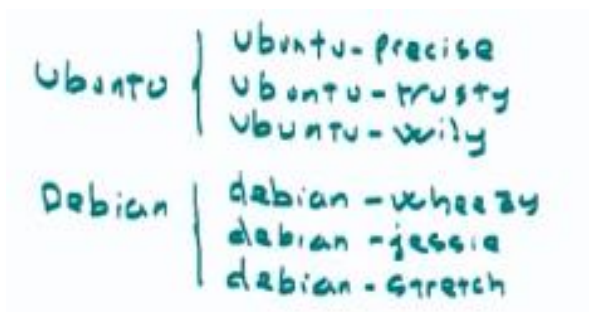 Ubuntu
Ubuntu-precise
Ubuntu-trusty
Ubuntu-wily
Debian
debian-wheezy
debian-jessie
debian-stretch